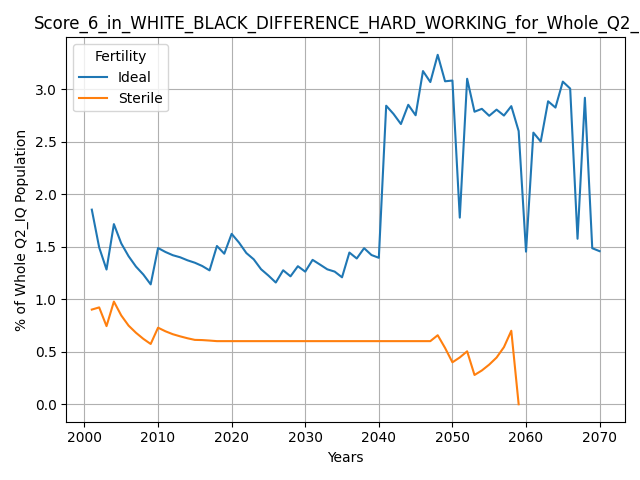 Score_6_in_WHITE_BLACK_DIFFERENCE_HARD_WORKING_for_Whole_Q2_
Fertility
Ideal
Sterile
% of Whole Q2_IQ Population
3.0
2.5
2.0
1.5
1.0
0.5
0.0
2000 2010 2020 2030 2040 2050 2060 2070
Years